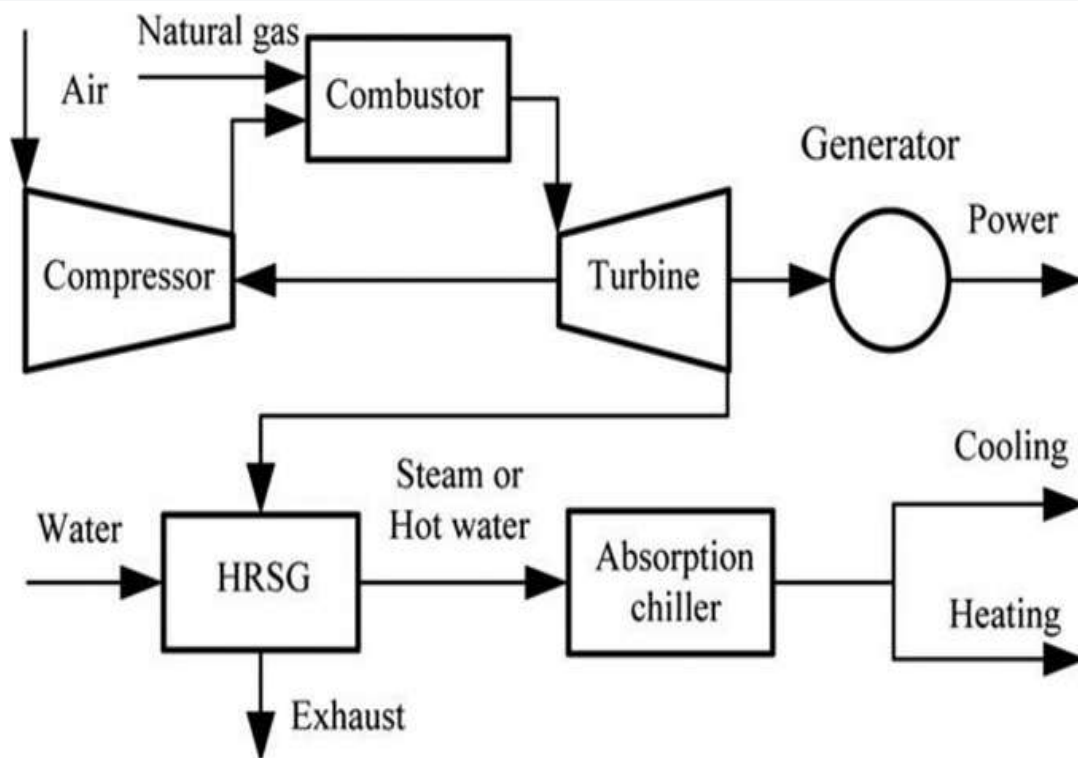 Natural gas
Air
Combustor
Generator
Power
Compressor
Turbine
Cooling
Steam or
Hot water
Water
HRSG
Absorption
chiller
Heating
Exhaust